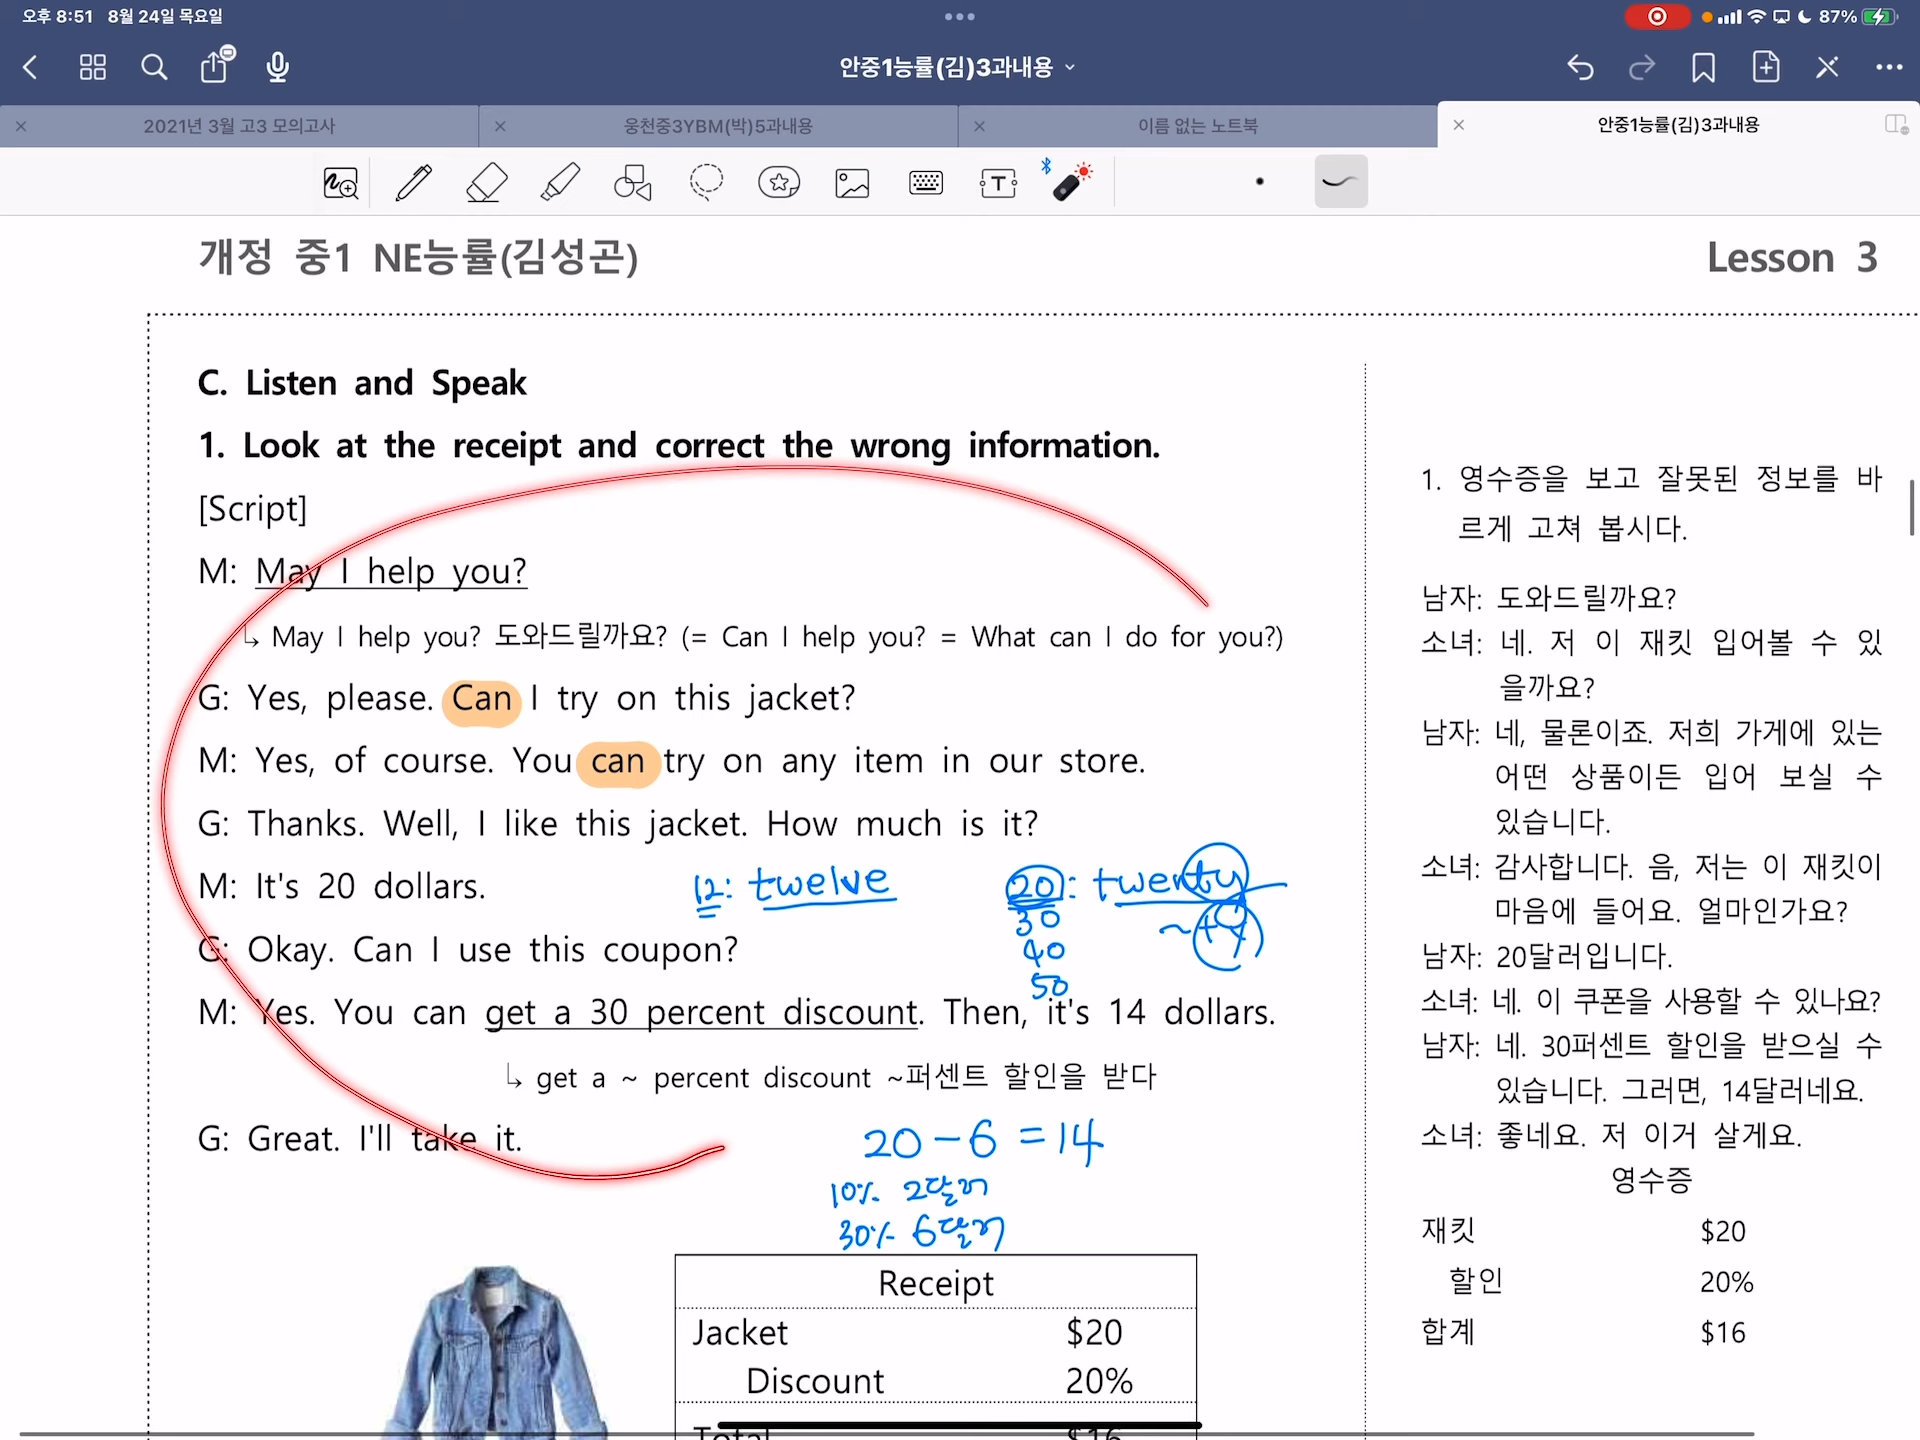 오후 8:51 8월 24일 목요일
87%
안중1능률(김)3과내용
2021년 3월 고3 모의고사
웅천중3YBM(박)5과내용
이름 없는 노트북
안중1능률(김)3과내용
개정 중1 NE능률(김성곤)
Lesson 3
C. Listen and Speak
1. Look at the receipt and correct the wrong information.
[Script]
M: May I help you?
↳ May I help you? 도와드릴까요? (= Can I help you? = What can I do for you?)
G: Yes, please. Can I try on this jacket?
M: Yes, of course. You can try on any item in our store.
G: Thanks. Well, I like this jacket. How much is it?
M: It's 20 dollars.
12: twelve
20: twenty
30
~ty
40
50
G: Okay. Can I use this coupon?
M: Yes. You can get a 30 percent discount. Then, it's 14 dollars.
↳ get a ~ percent discount ~퍼센트 할인을 받다
G: Great. I'll take it.
20-6=14
10% 2달러
30% 6달러
Receipt
Jacket $20
Discount 20%
Total $16
1. 영수증을 보고 잘못된 정보를 바
르게 고쳐 봅시다.
남자: 도와드릴까요?
소녀: 네. 저 이 재킷 입어볼 수 있
을까요?
남자: 네, 물론이죠. 저희 가게에 있는
어떤 상품이든 입어 보실 수
있습니다.
소녀: 감사합니다. 음, 저는 이 재킷이
마음에 들어요. 얼마인가요?
남자: 20달러입니다.
소녀: 네. 이 쿠폰을 사용할 수 있나요?
남자: 네. 30퍼센트 할인을 받으실 수
있습니다. 그러면, 14달러네요.
소녀: 좋네요. 저 이거 살게요.
영수증
재킷 $20
할인 20%
합계 $16